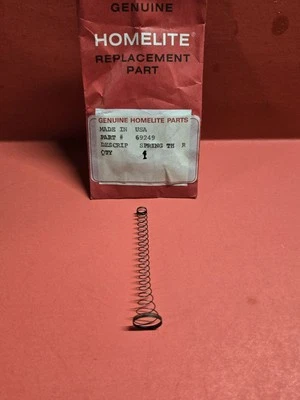 GENUINE
HOMELITE
REPLACEMENT
PART
GENUINE HOMELITE PARTS
MADE IN USA
PART # 69249
DESCRIP SPRING TH R
QTY 1